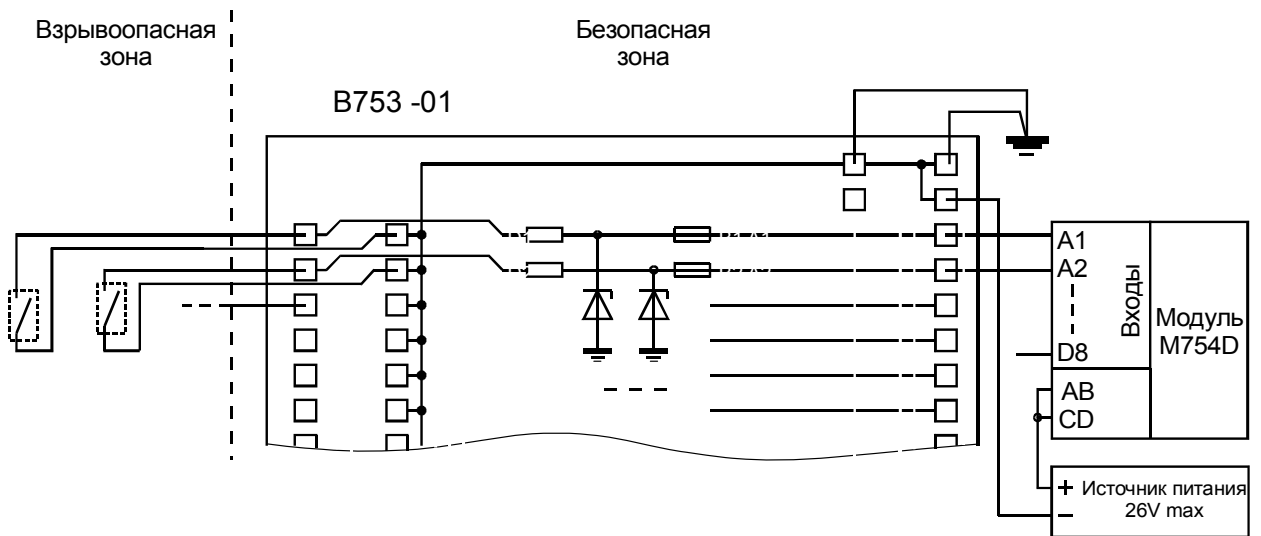 Взрывоопасная
зона
Безопасная
зона
B753 -01
A1
A2
D8
AB
CD
Входы
Модуль
M754D
+ Источник питания
26V max
−